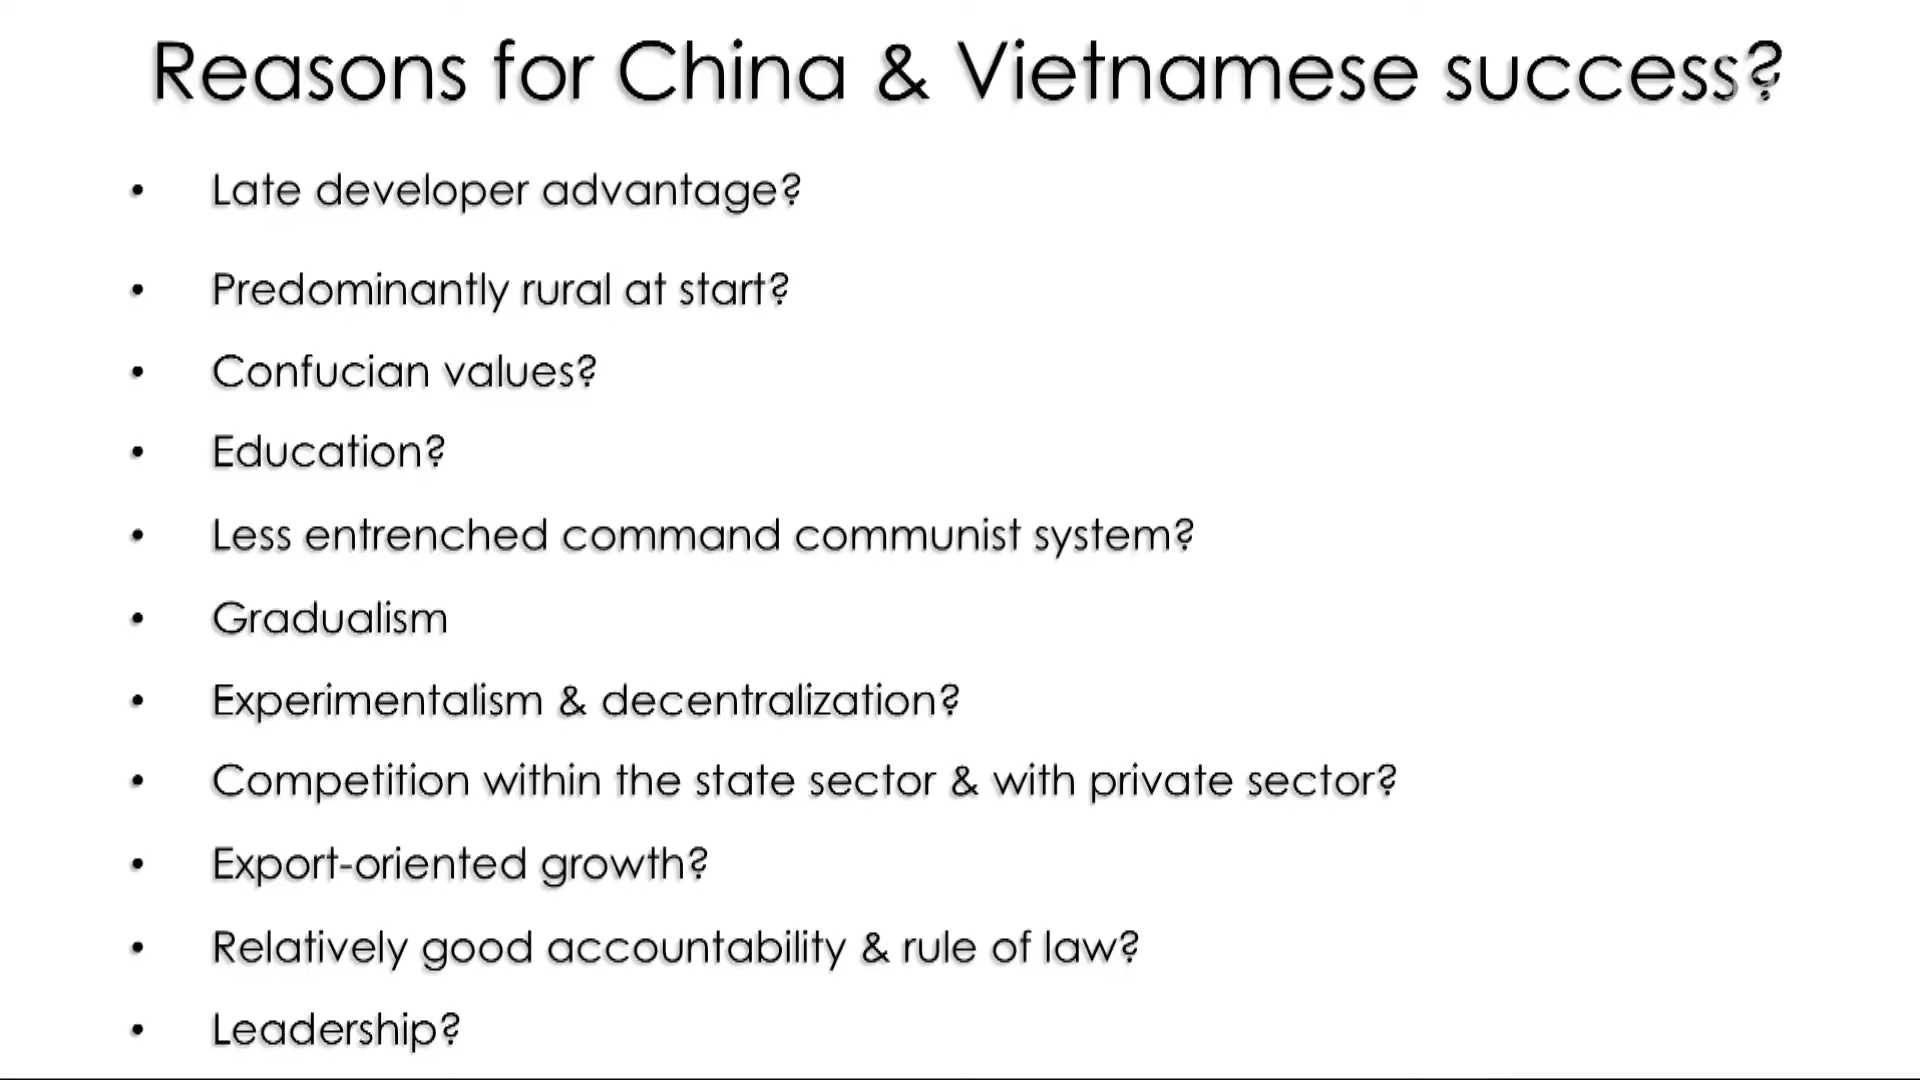 Reasons for China & Vietnamese success?
• Late developer advantage?
• Predominantly rural at start?
• Confucian values?
• Education?
• Less entrenched command communist system?
• Gradualism
• Experimentalism & decentralization?
• Competition within the state sector & with private sector?
• Export-oriented growth?
• Relatively good accountability & rule of law?
• Leadership?